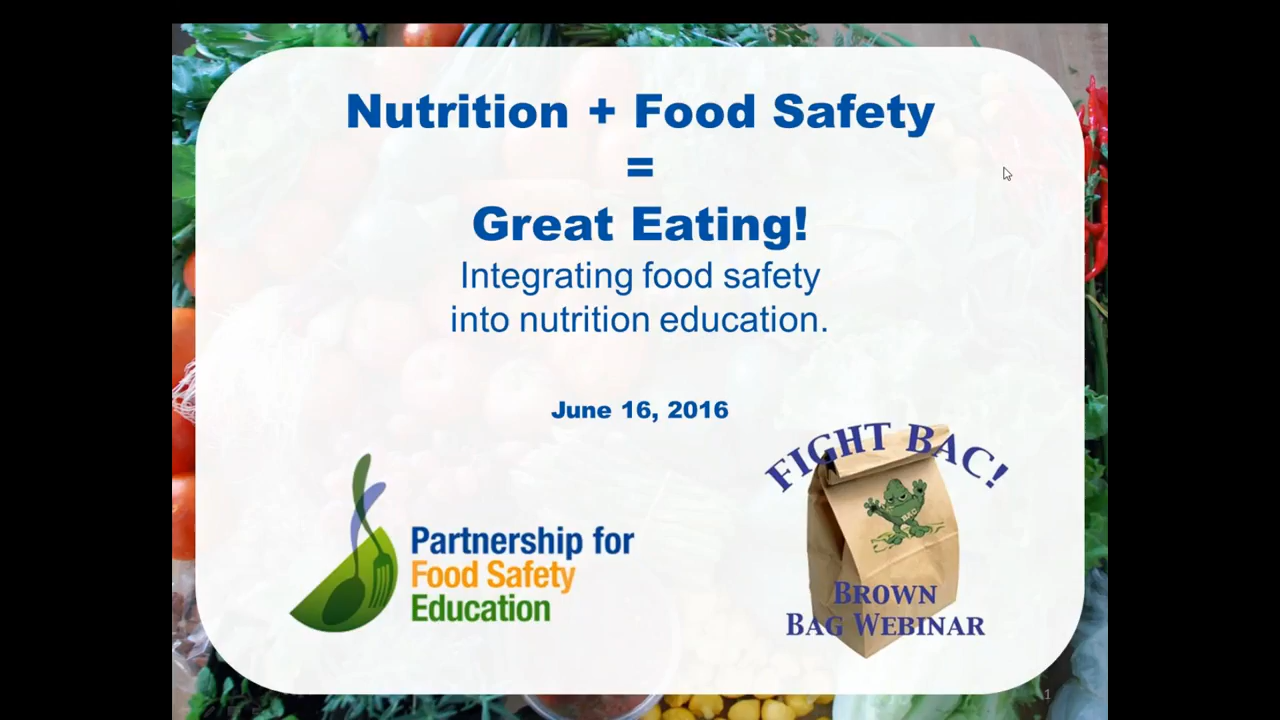 Nutrition + Food Safety
=
Great Eating!
Integrating food safety
into nutrition education.
June 16, 2016
FIGHT BAC!
BAC
Partnership for
Food Safety
Education
BROWN
BAG WEBINAR
1